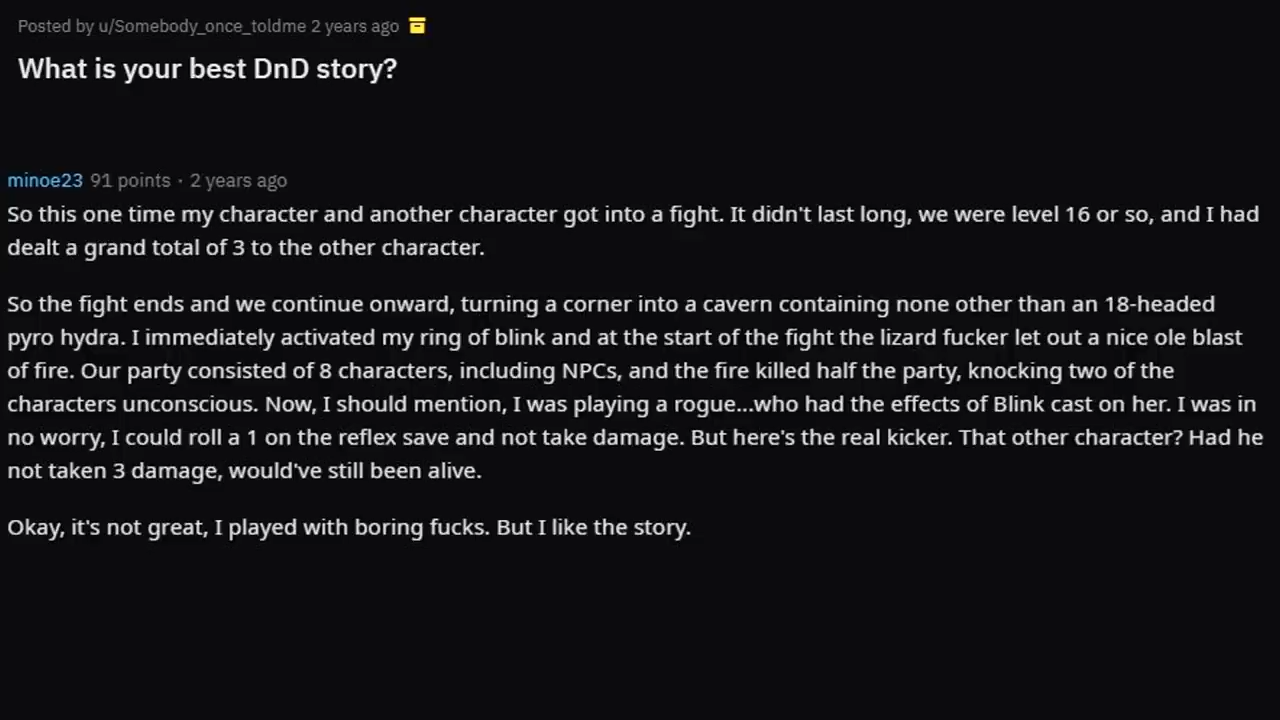 Posted by u/Somebody_once_toldme 2 years ago
What is your best DnD story?
minoe23 91 points · 2 years ago
So this one time my character and another character got into a fight. It didn't last long, we were level 16 or so, and I had
dealt a grand total of 3 to the other character.
So the fight ends and we continue onward, turning a corner into a cavern containing none other than an 18-headed
pyro hydra. I immediately activated my ring of blink and at the start of the fight the lizard fucker let out a nice ole blast
of fire. Our party consisted of 8 characters, including NPCs, and the fire killed half the party, knocking two of the
characters unconscious. Now, I should mention, I was playing a rogue...who had the effects of Blink cast on her. I was in
no worry, I could roll a 1 on the reflex save and not take damage. But here's the real kicker. That other character? Had he
not taken 3 damage, would've still been alive.
Okay, it's not great, I played with boring fucks. But I like the story.